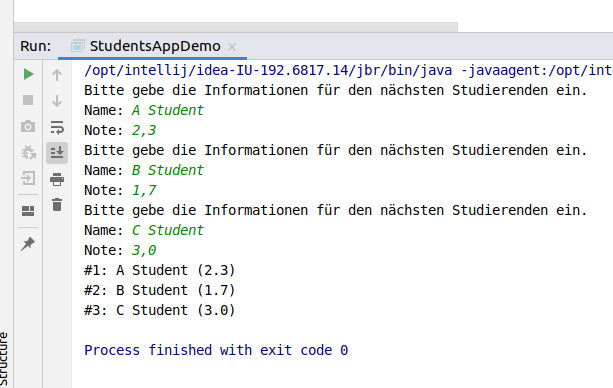 Run: StudentsAppDemo
/opt/intellij/idea-IU-192.6817.14/jbr/bin/java -javaagent:/opt/int
Bitte gebe die Informationen für den nächsten Studierenden ein.
Name: A Student
Note: 2,3
Bitte gebe die Informationen für den nächsten Studierenden ein.
Name: B Student
Note: 1,7
Bitte gebe die Informationen für den nächsten Studierenden ein.
Name: C Student
Note: 3,0
#1: A Student (2.3)
#2: B Student (1.7)
#3: C Student (3.0)
Process finished with exit code 0
Structure